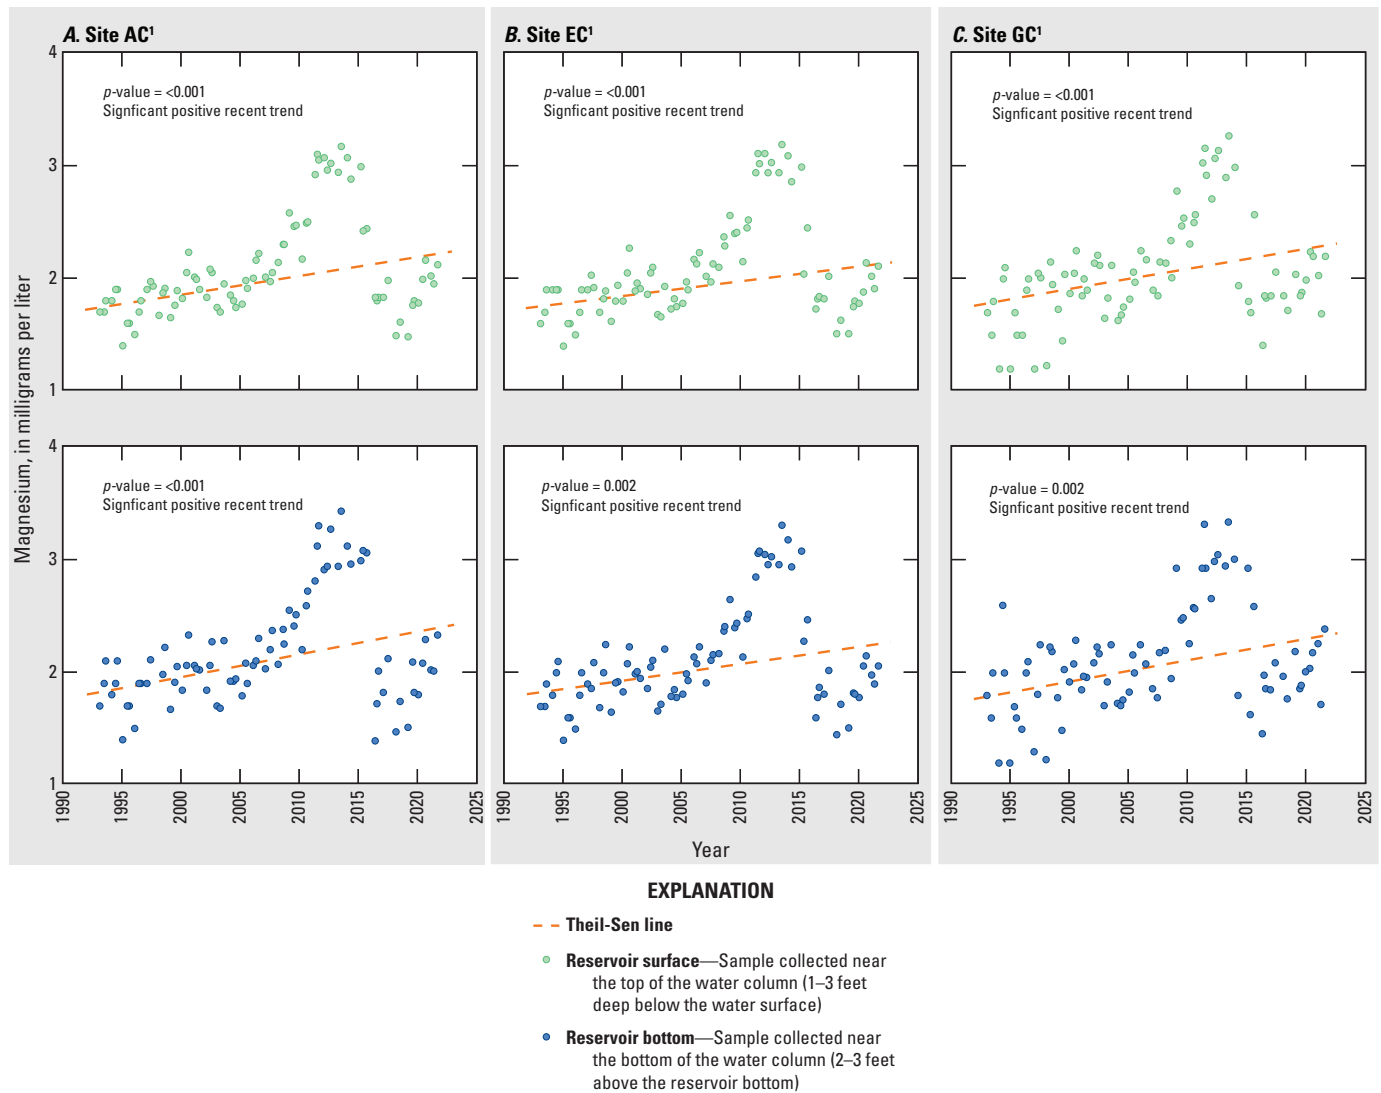 A. Site AC¹
B. Site EC¹
C. Site GC¹
4
3
2
1
p-value = <0.001
Signficant positive recent trend
p-value = <0.001
Signficant positive recent trend
p-value = <0.001
Signficant positive recent trend
Magnesium, in milligrams per liter
4
3
2
1
p-value = <0.001
Signficant positive recent trend
p-value = 0.002
Signficant positive recent trend
p-value = 0.002
Signficant positive recent trend
1990 1995 2000 2005 2010 2015 2020 2025
1990 1995 2000 2005 2010 2015 2020 2025
1990 1995 2000 2005 2010 2015 2020 2025
Year
EXPLANATION
Theil-Sen line
Reservoir surface—Sample collected near
the top of the water column (1–3 feet
deep below the water surface)
Reservoir bottom—Sample collected near
the bottom of the water column (2–3 feet
above the reservoir bottom)